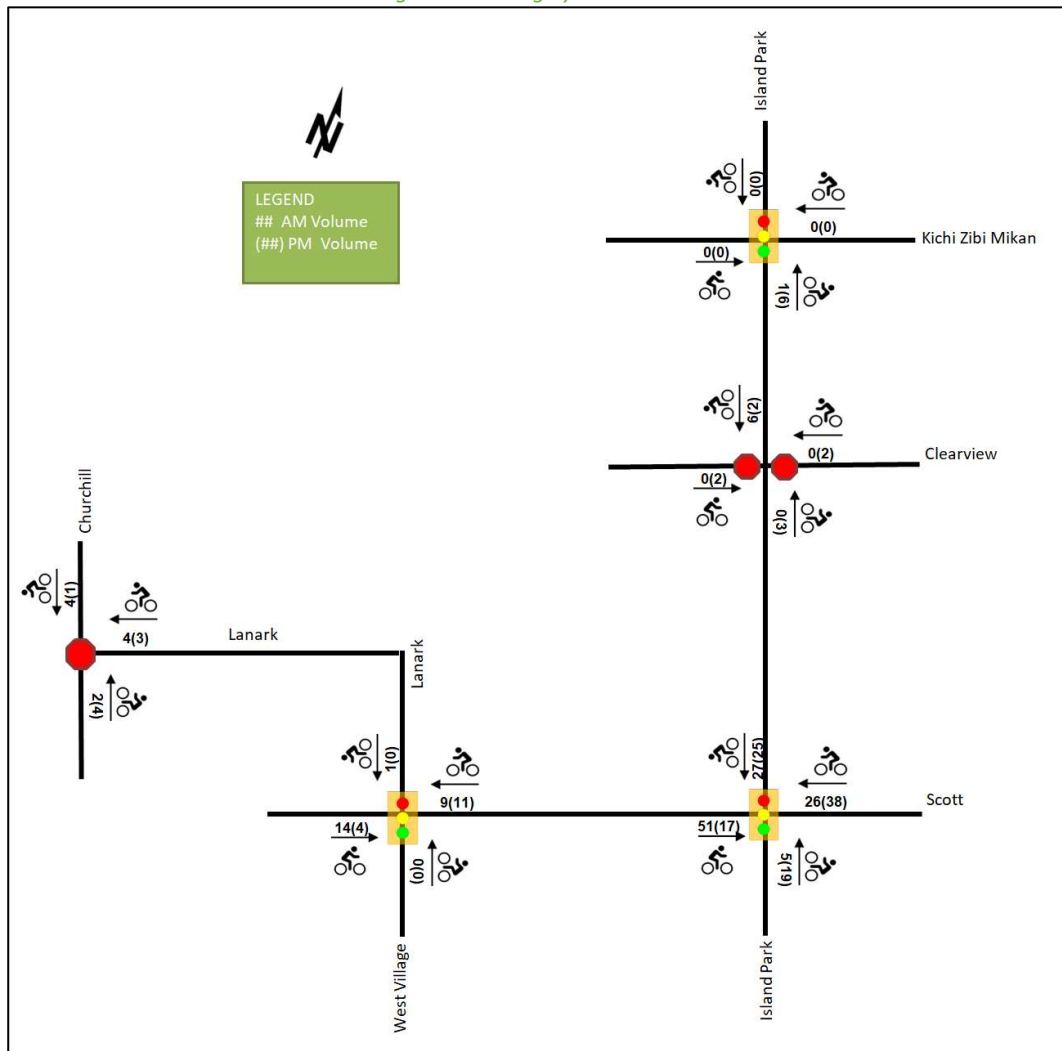 Island Park
0(0)
0(0)
Kichi Zibi Mikan
0(0)
1(6)
N
LEGEND
## AM Volume
(##) PM Volume
6(2)
0(2)
Clearview
0(2)
0(3)
Churchill
4(1)
4(3)
Lanark
Lanark
2(4)
1(0)
9(11)
14(4)
0(0)
West Village
27(25)
26(38)
Scott
51(17)
5(19)
Island Park